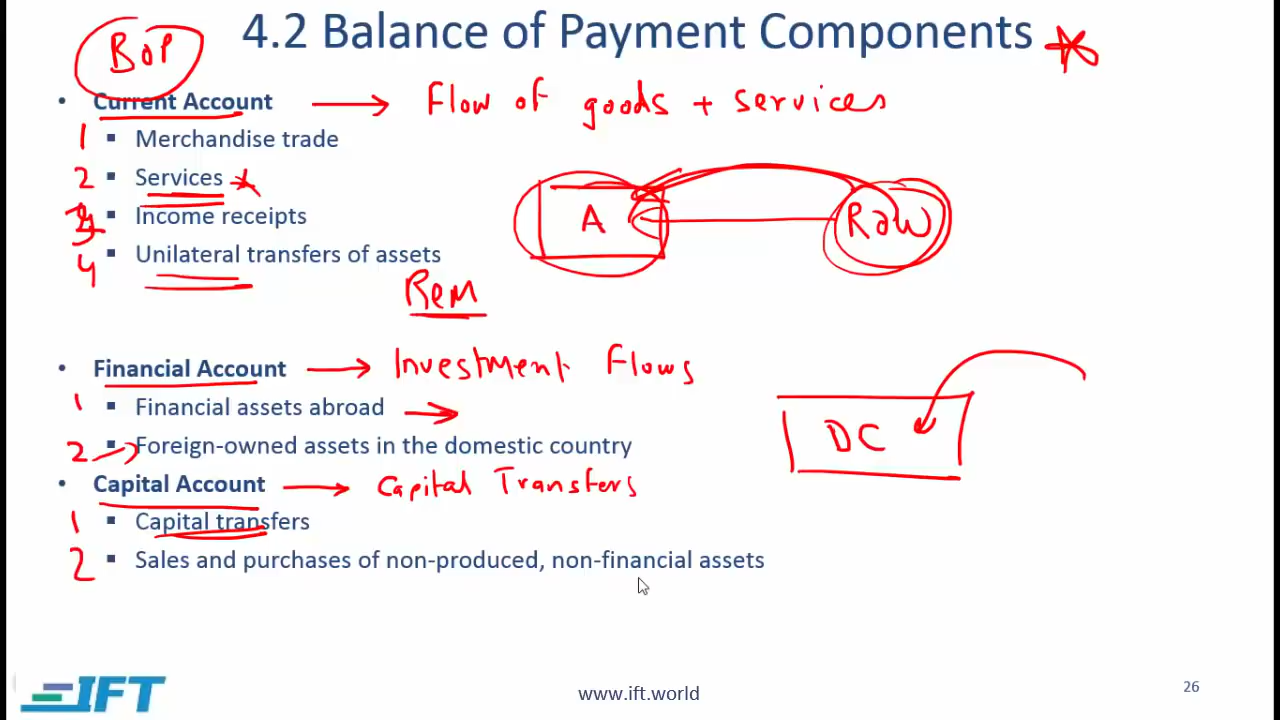 4.2 Balance of Payment Components
BOP
• Current Account → Flow of goods + services
1 ▪ Merchandise trade
2 ▪ Services
3 ▪ Income receipts
4 ▪ Unilateral transfers of assets
A
ROW
Rem
• Financial Account → Investment Flows
1 ▪ Financial assets abroad →
2 ▪ Foreign-owned assets in the domestic country
DC
• Capital Account → Capital Transfers
1 ▪ Capital transfers
2 ▪ Sales and purchases of non-produced, non-financial assets
IFT
www.ift.world
26